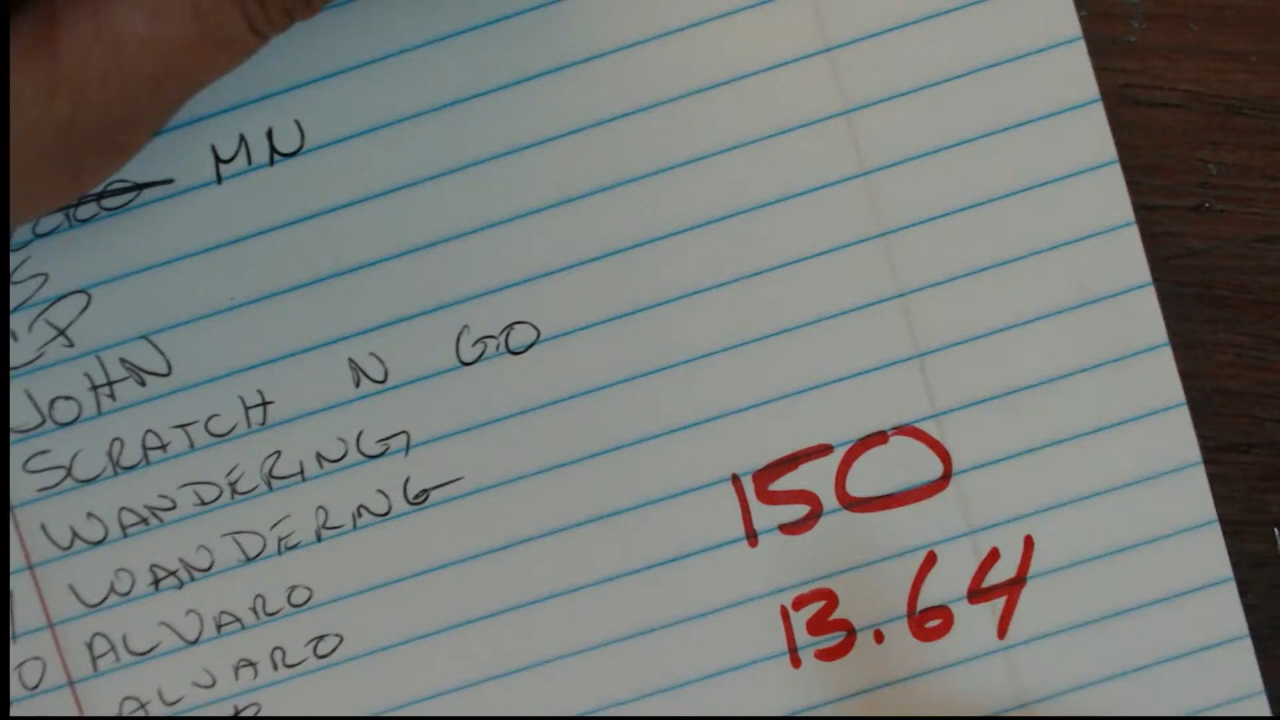 MN
JOHN
SCRATCH N GO
WANDERING
WANDERING
ALVARO
ALVARO
150
13.64